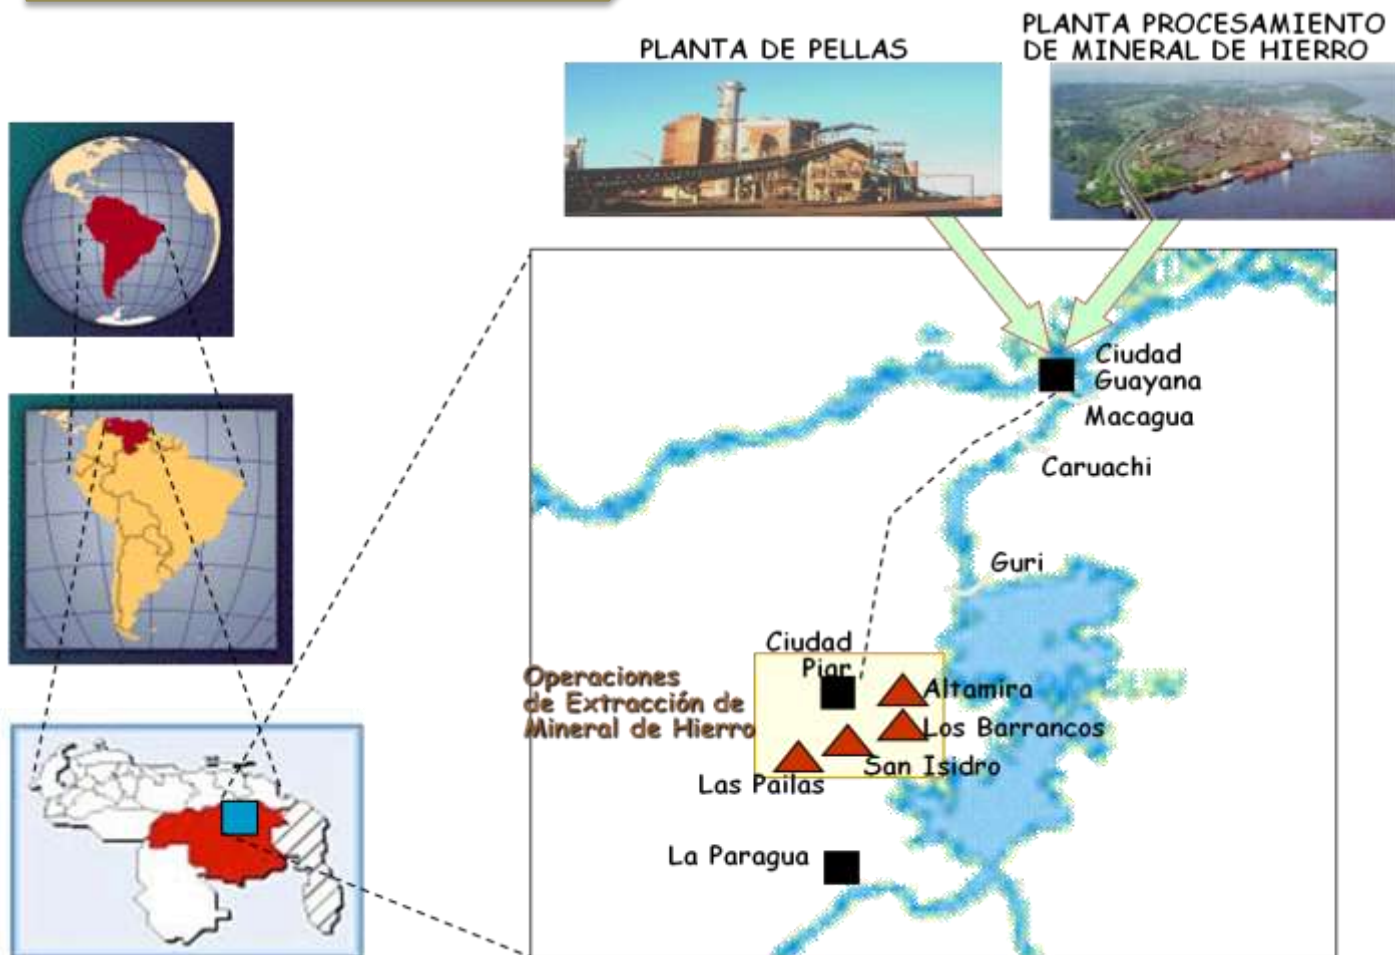 PLANTA DE PELLAS
PLANTA PROCESAMIENTO
DE MINERAL DE HIERRO
Ciudad
Guayana
Macagua
Caruachi
Guri
Ciudad
Piar
Operaciones
de Extracción de
Mineral de Hierro
Altamira
Los Barrancos
San Isidro
Las Pailas
La Paragua